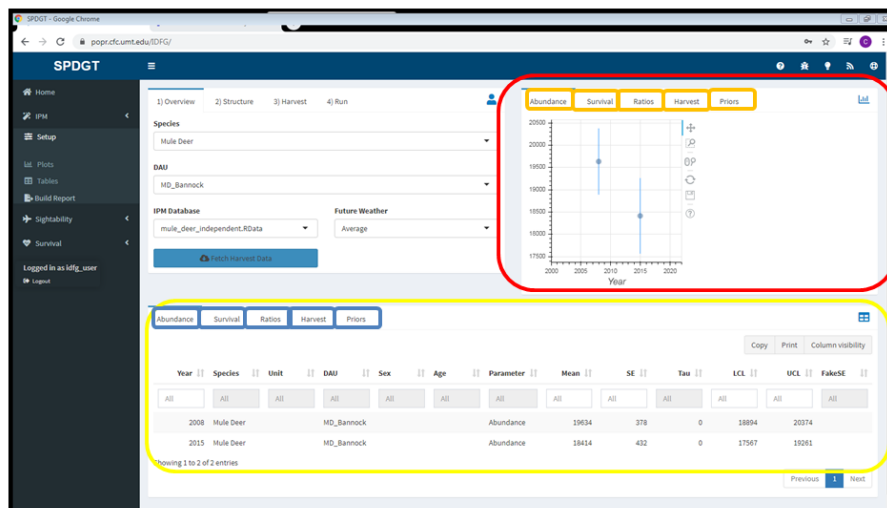 SPDGT - Google Chrome
popr.cfc.umt.edu/IDFG/
C
SPDGT
Home
IPM
Setup
Plots
Tables
Build Report
Sightability
Survival
Logged in as idfg_user
Logout
1) Overview 2) Structure 3) Harvest 4) Run
Species
Mule Deer
DAU
MD_Bannock
IPM Database Future Weather
mule_deer_independent.RData Average
Fetch Harvest Data
Abundance Survival Ratios Harvest Priors
20500
20000
19500
19000
18500
18000
17500
2000 2005 2010 2015 2020
Year
Abundance Survival Ratios Harvest Priors
Copy Print Column visibility
Year Species Unit DAU Sex Age Parameter Mean SE Tau LCL UCL FakeSE
All All All All All All All All All All All All All
2008 Mule Deer MD_Bannock Abundance 19634 378 0 18894 20374
2015 Mule Deer MD_Bannock Abundance 18414 432 0 17567 19261
Showing 1 to 2 of 2 entries
Previous 1 Next